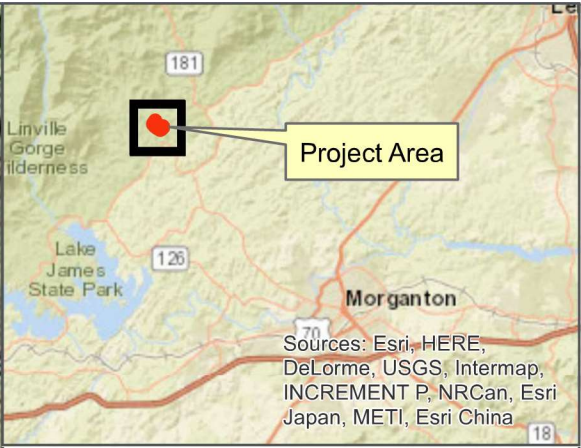 Le
181
Linville
Gorge
ilderness
Project Area
Lake
James
State Park
126
Morganton
70
Sources: Esri, HERE,
DeLorme, USGS, Intermap,
INCREMENT P, NRCan, Esri
Japan, METI, Esri China
18